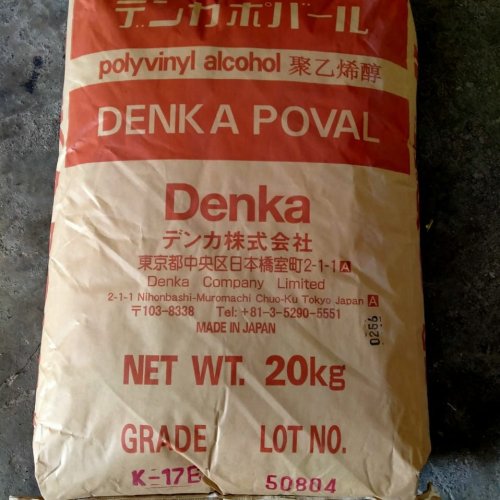 デンカポバール
polyvinyl alcohol 聚乙烯醇
DENKA POVAL
Denka
デンカ株式会社
東京都中央区日本橋室町2-1-1 A
Denka Company Limited
2-1-1 Nihonbashi-Muromachi Chuo-Ku Tokyo Japan A
〒103-8338 Tel: +81-3-5290-5551
MADE IN JAPAN
0256
NET WT. 20kg
GRADE LOT NO.
K-17E 50804